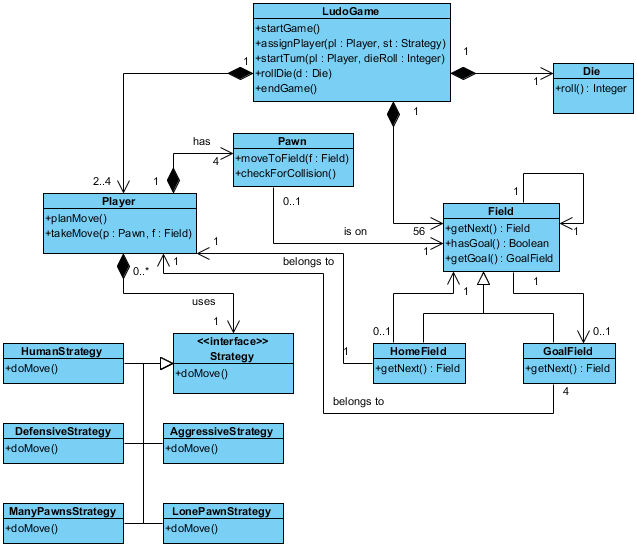 LudoGame
+startGame()
+assignPlayer(pl : Player, st : Strategy)
+startTurn(pl : Player, dieRoll : Integer)
+rollDie(d : Die)
+endGame()
1
1
1
1
Die
+roll() : Integer
has
4
1
2..4
Pawn
+moveToField(f : Field)
+checkForCollision()
0..1
is on
1
56
Player
+planMove()
+takeMove(p : Pawn, f : Field)
1
1
Field
+getNext() : Field
+hasGoal() : Boolean
+getGoal() : GoalField
1
1
belongs to
0..*
uses
1
1
1
0..1
0..1
1
<<interface>>
Strategy
+doMove()
HomeField
+getNext() : Field
GoalField
+getNext() : Field
4
belongs to
HumanStrategy
+doMove()
DefensiveStrategy
+doMove()
AggressiveStrategy
+doMove()
ManyPawnsStrategy
+doMove()
LonePawnStrategy
+doMove()